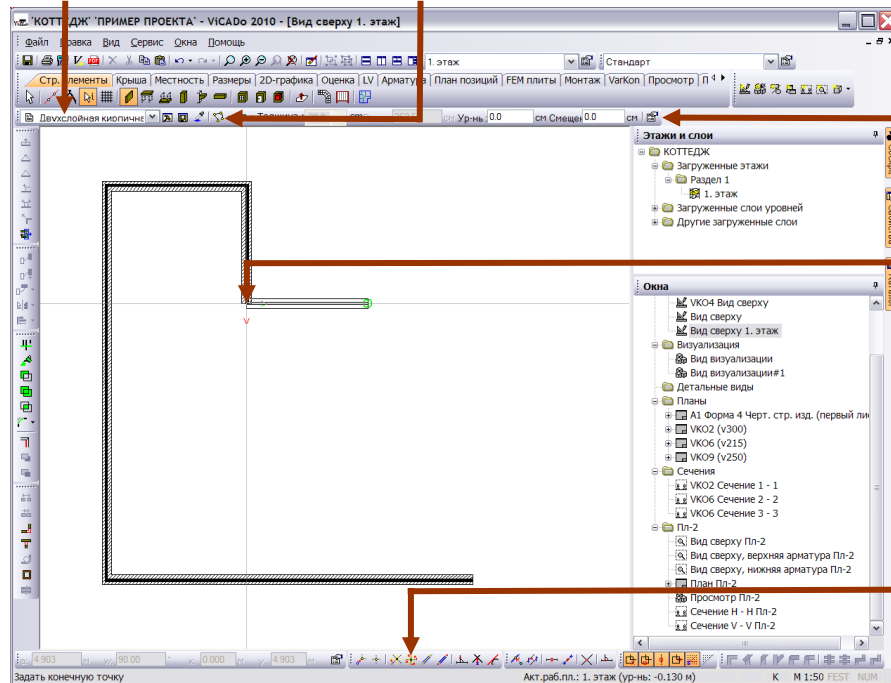 'КОТТЕДЖ' 'ПРИМЕР ПРОЕКТА' - ViCADo 2010 - [Вид сверху 1. этаж]
Файл Правка Вид Сервис Окна Помощь
1. этаж Стандарт
Стр. элементы Крыша Местность Размеры 2D-графика Оценка LV Арматура План позиций FEM плиты Монтаж VarKon Просмотр П
Двухслойная кирпична Толщина см см Ур-нь: 0.0 см Смещен 0.0 см
Этажи и слои
КОТТЕДЖ
Загруженные этажи
Раздел 1
1. этаж
Загруженные слои уровней
Другие загруженные слои
Окна
VKO4 Вид сверху
Вид сверху
Вид сверху 1. этаж
Визуализация
Вид визуализации
Вид визуализации#1
Детальные виды
Планы
А1 Форма 4 Черт. стр. изд. (первый ли
VKO2 (v300)
VKO6 (v215)
VKO9 (v250)
Сечения
VKO2 Сечение 1 - 1
VKO6 Сечение 2 - 2
VKO6 Сечение 3 - 3
Пл-2
Вид сверху Пл-2
Вид сверху, верхняя арматура Пл-2
Вид сверху, нижняя арматура Пл-2
План Пл-2
Просмотр Пл-2
Сечение H - H Пл-2
Сечение V - V Пл-2
4.903 м 90.00 ° x: 0.000 м y: 4.903 м
Задать конечную точку Акт.раб.пл.: 1. этаж (ур-нь: -0.130 м) K M 1:50 FEST NUM